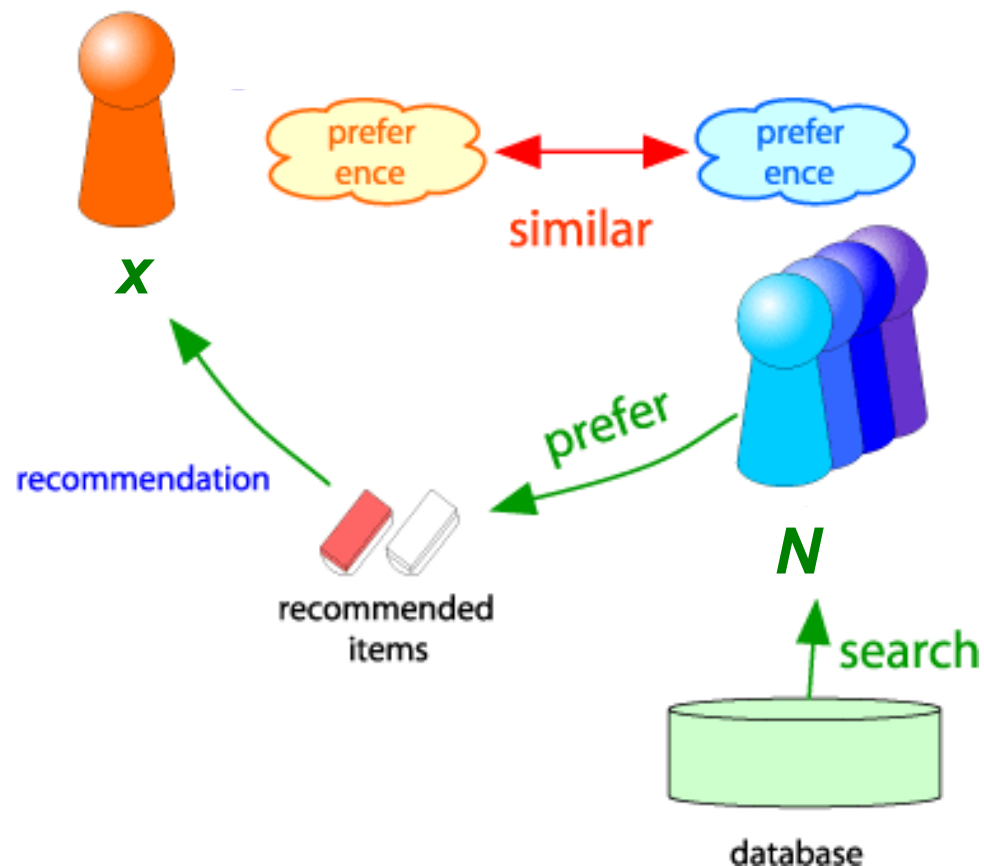 prefer
ence
prefer
ence
similar
x
prefer
recommendation
N
recommended
items
search
database